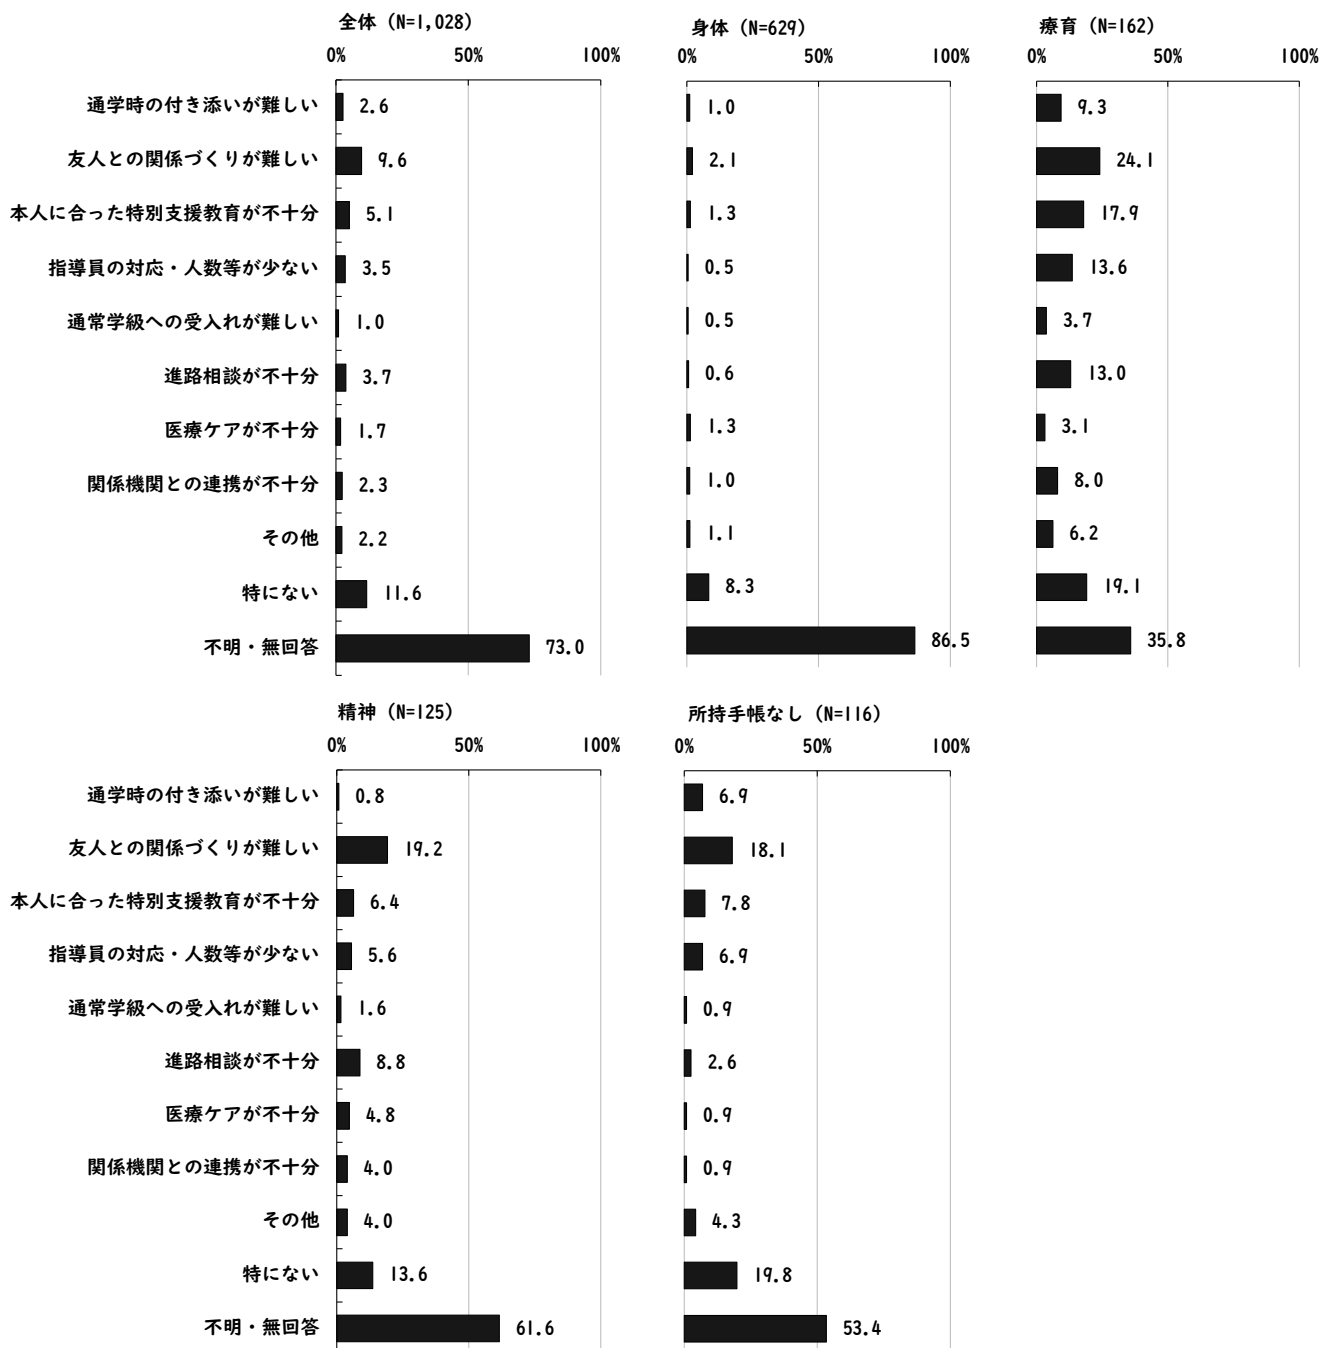 全体（N=1,028）
0% 50% 100%
通学時の付き添いが難しい 2.6
友人との関係づくりが難しい 9.6
本人に合った特別支援教育が不十分 5.1
指導員の対応・人数等が少ない 3.5
通常学級への受入れが難しい 1.0
進路相談が不十分 3.7
医療ケアが不十分 1.7
関係機関との連携が不十分 2.3
その他 2.2
特にない 11.6
不明・無回答 73.0
身体（N=629）
0% 50% 100%
1.0
2.1
1.3
0.5
0.5
0.6
1.3
1.0
1.1
8.3
86.5
療育（N=162）
0% 50% 100%
9.3
24.1
17.9
13.6
3.7
13.0
3.1
8.0
6.2
19.1
35.8
精神（N=125）
0% 50% 100%
通学時の付き添いが難しい 0.8
友人との関係づくりが難しい 19.2
本人に合った特別支援教育が不十分 6.4
指導員の対応・人数等が少ない 5.6
通常学級への受入れが難しい 1.6
進路相談が不十分 8.8
医療ケアが不十分 4.8
関係機関との連携が不十分 4.0
その他 4.0
特にない 13.6
不明・無回答 61.6
所持手帳なし（N=116）
0% 50% 100%
6.9
18.1
7.8
6.9
0.9
2.6
0.9
0.9
4.3
19.8
53.4